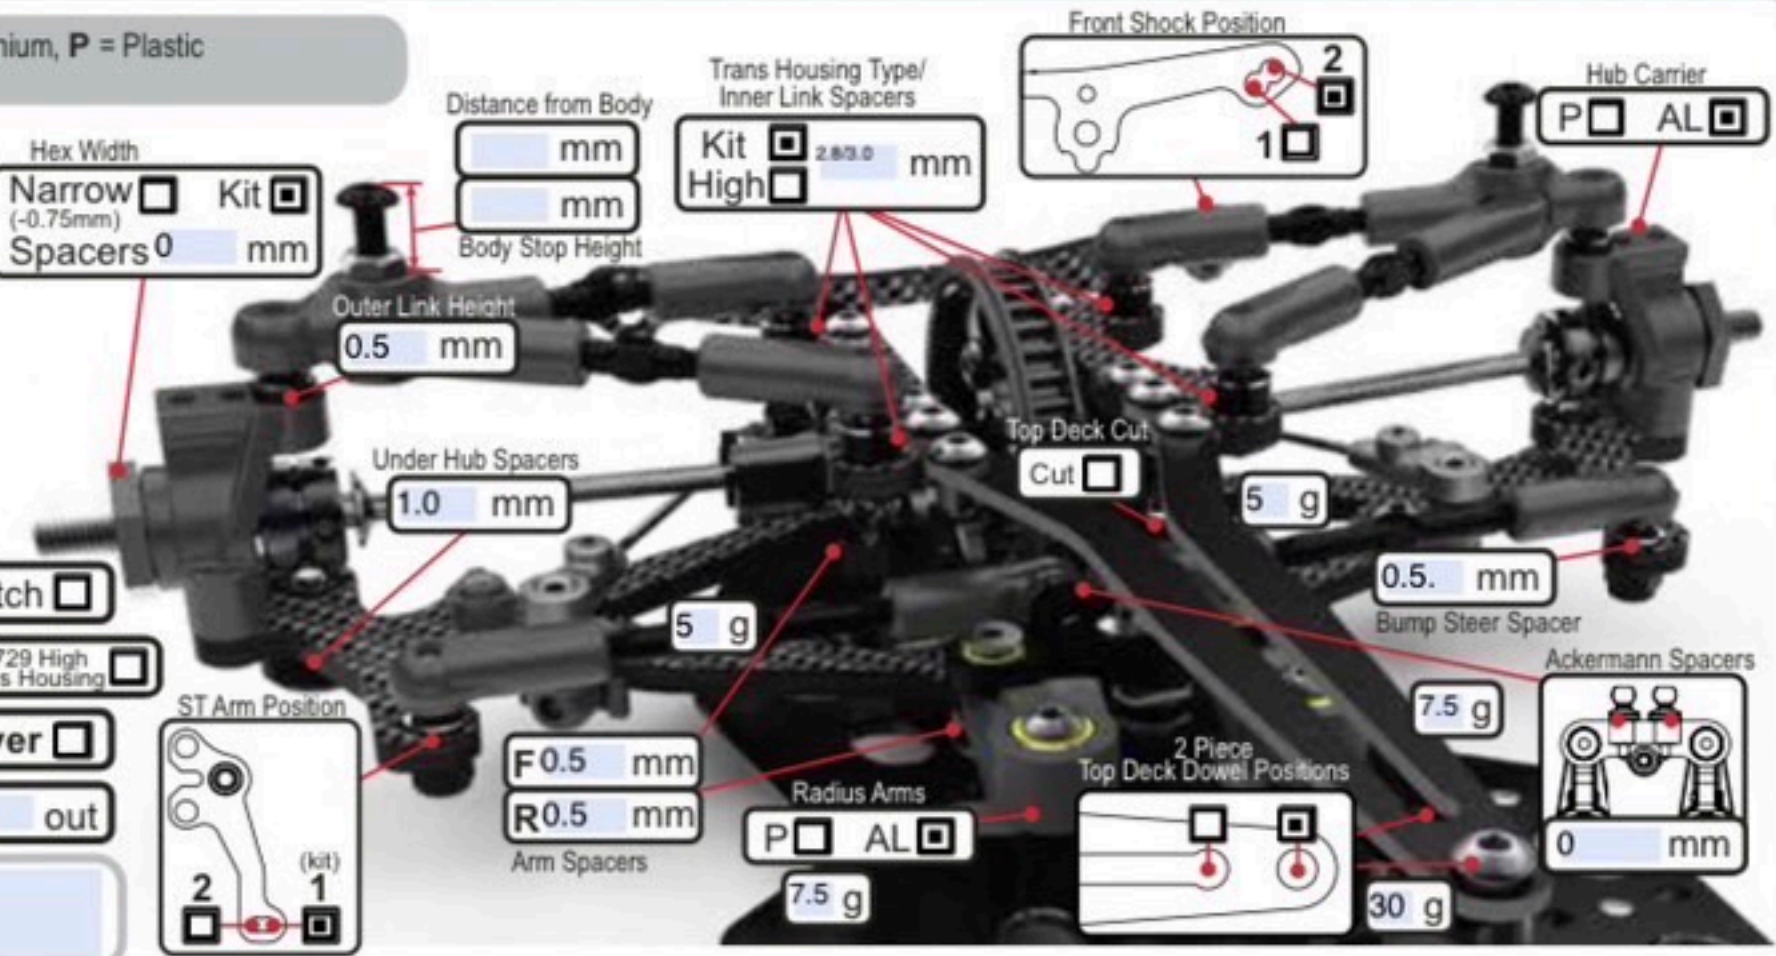 nium, P = Plastic
Front Shock Position
2
1
Hub Carrier
P AL
Trans Housing Type/
Inner Link Spacers
Kit 2.8/3.0 mm
High
Distance from Body
mm
mm
Body Stop Height
Hex Width
Narrow Kit
(-0.75mm)
Spacers 0 mm
Outer Link Height
0.5 mm
Top Deck Cut
Cut
Under Hub Spacers
1.0 mm
5 g
0.5. mm
Bump Steer Spacer
tch
5 g
729 High
s Housing
Ackermann Spacers
0 mm
ST Arm Position
(kit)
2 1
ver
out
F 0.5 mm
R 0.5 mm
Arm Spacers
7.5 g
2 Piece
Top Deck Dowel Positions
Radius Arms
P AL
7.5 g
30 g